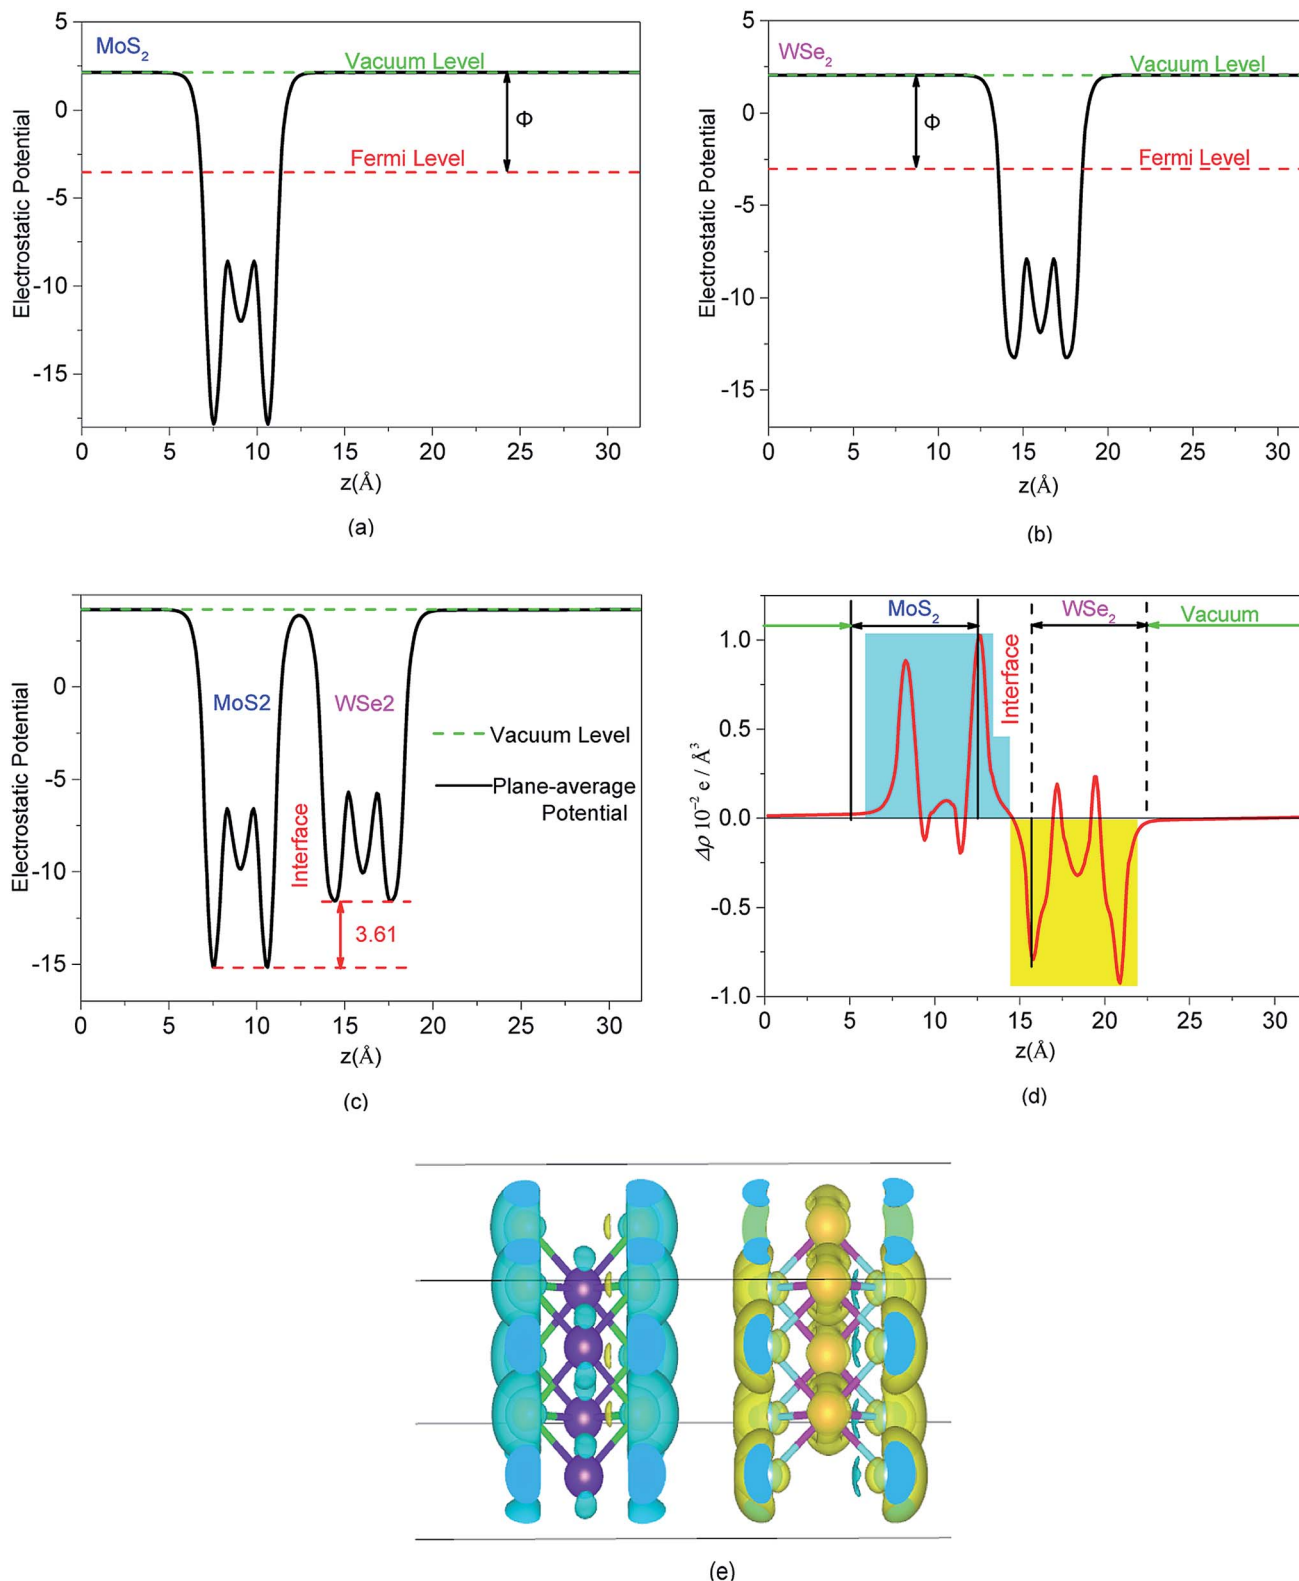 MoS2
Vacuum Level
Φ
Fermi Level
Electrostatic Potential
5
0
-5
-10
-15
0 5 10 15 20 25 30
z(Å)
(a)
WSe2
Vacuum Level
Φ
Fermi Level
Electrostatic Potential
5
0
-5
-10
-15
0 5 10 15 20 25 30
z(Å)
(b)
MoS2
WSe2
Vacuum Level
Plane-average
Potential
Interface
3.61
Electrostatic Potential
0
-5
-10
-15
0 5 10 15 20 25 30
z(Å)
(c)
MoS2
WSe2
Vacuum
Interface
Δρ 10⁻² e / Å³
1.0
0.5
0.0
-0.5
-1.0
0 5 10 15 20 25 30
z(Å)
(d)
(e)